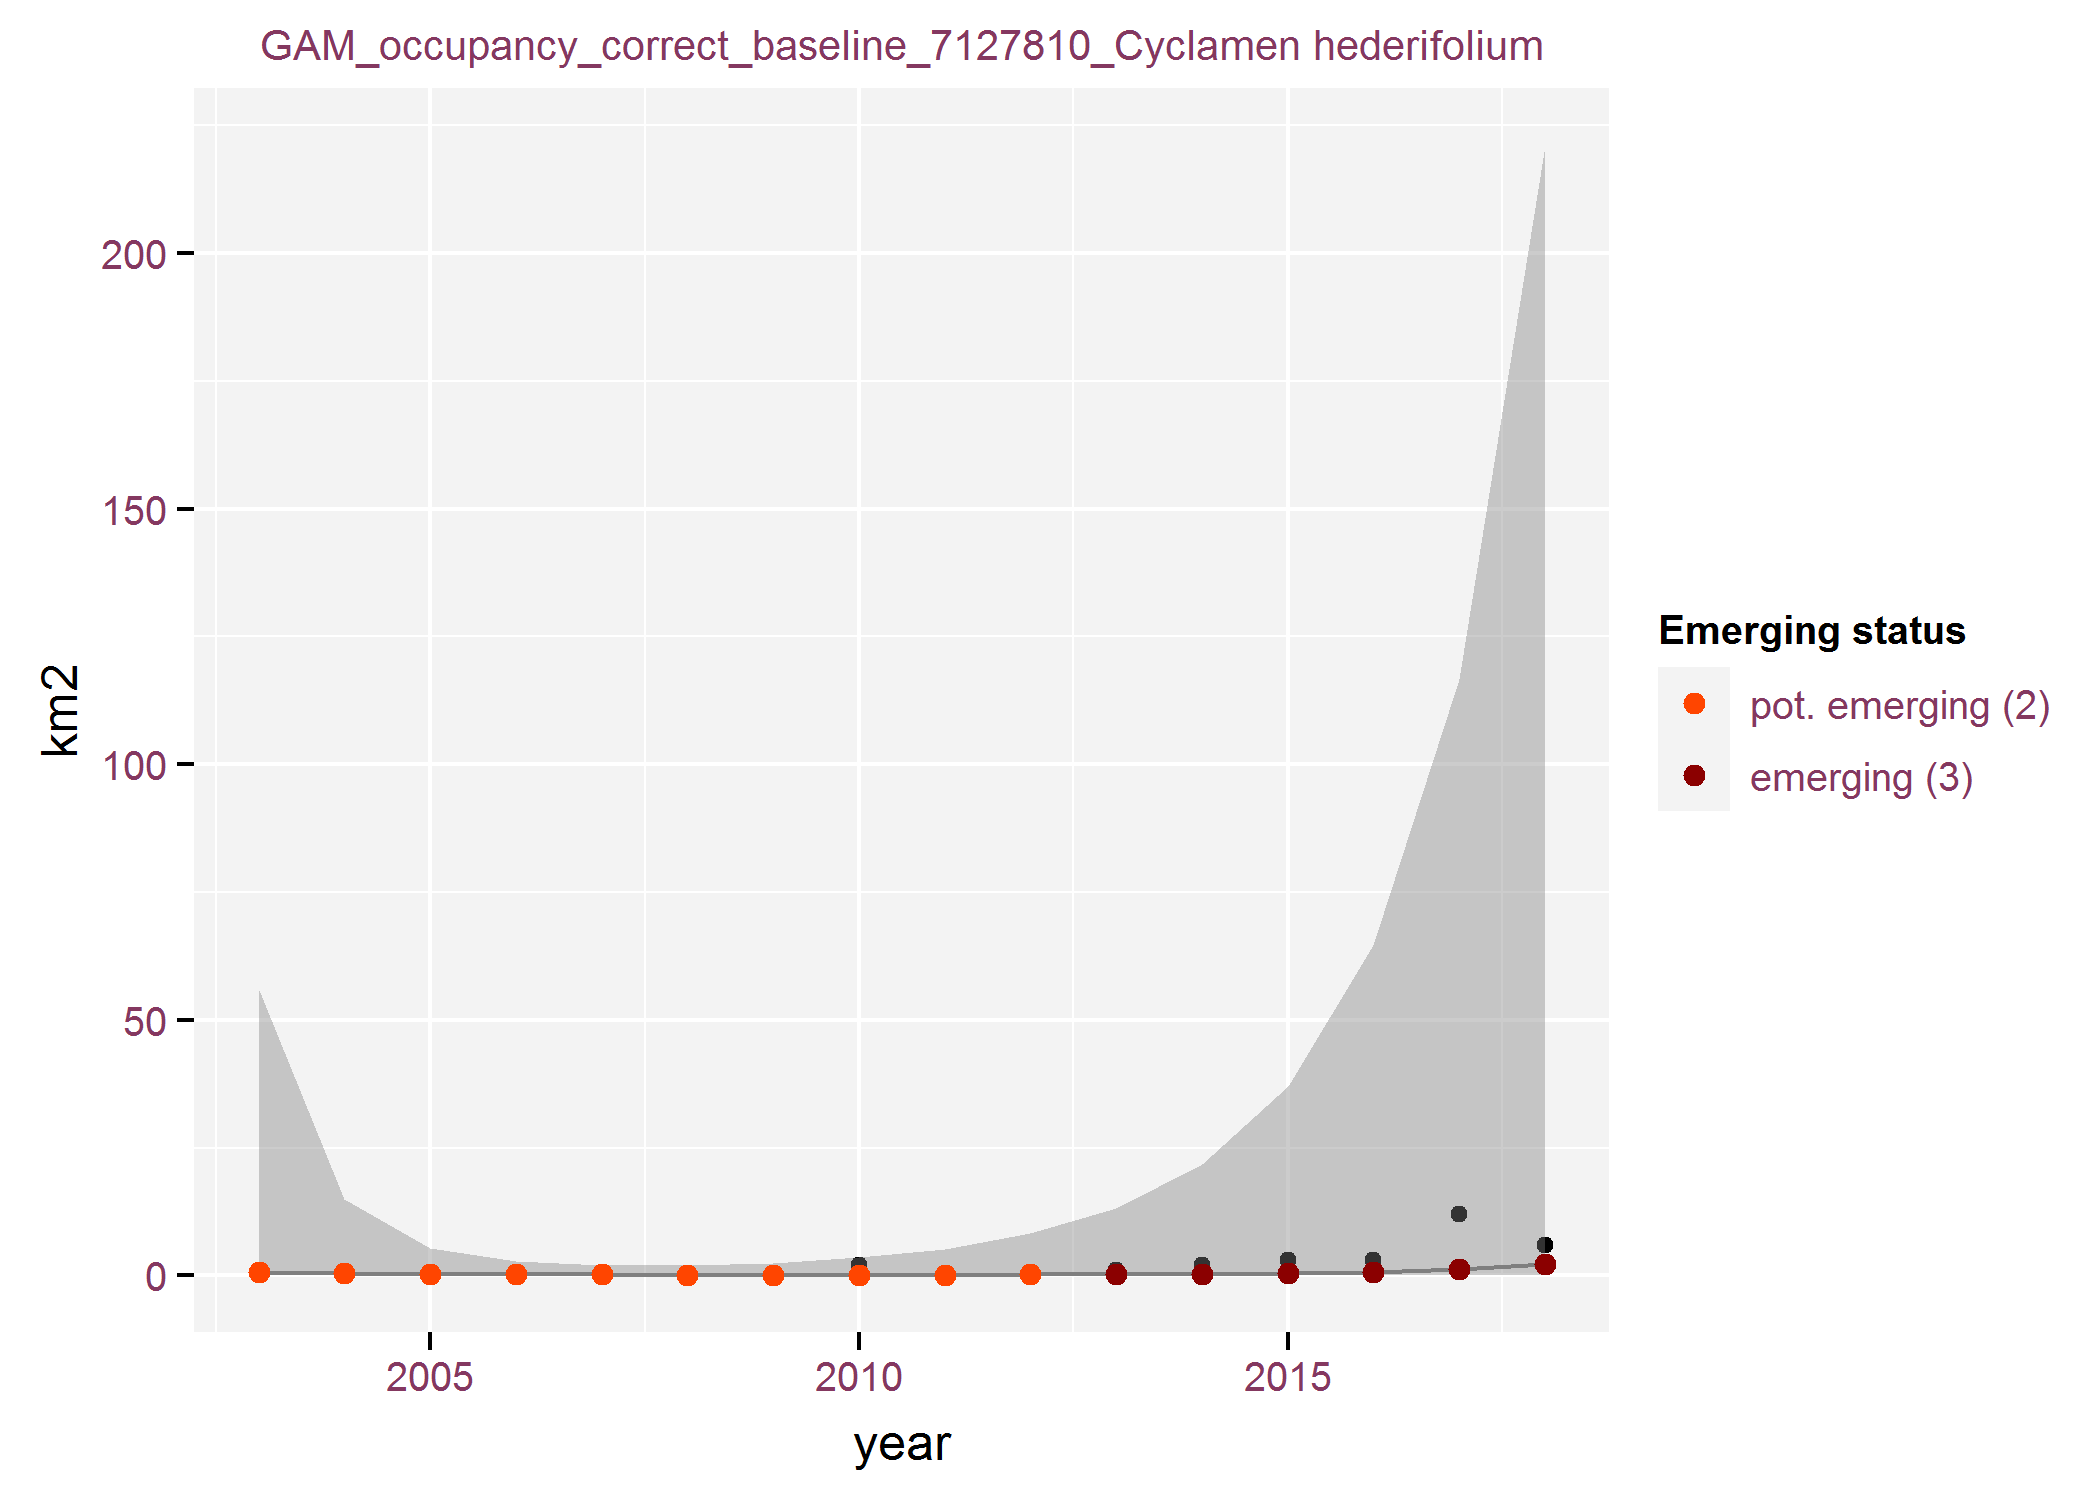 GAM_occupancy_correct_baseline_7127810_Cyclamen hederifolium
200
150
100
50
0
km2
2005
2010
2015
year
Emerging status
pot. emerging (2)
emerging (3)